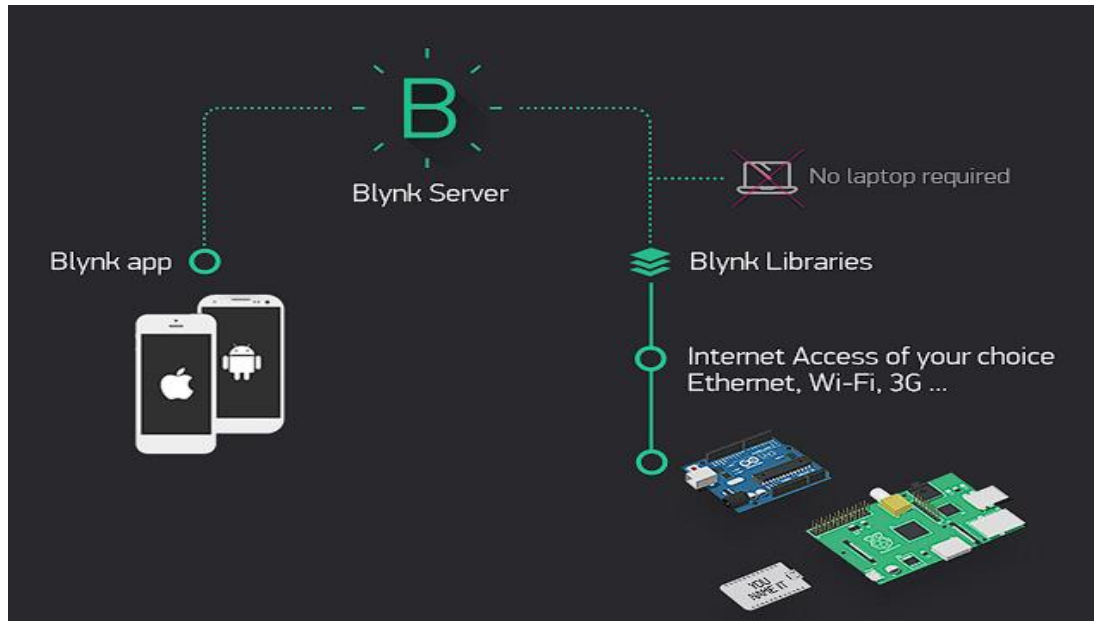 B
Blynk Server
No laptop required
Blynk app
Blynk Libraries
Internet Access of your choice
Ethernet, Wi-Fi, 3G ...
YOU
NAME IT